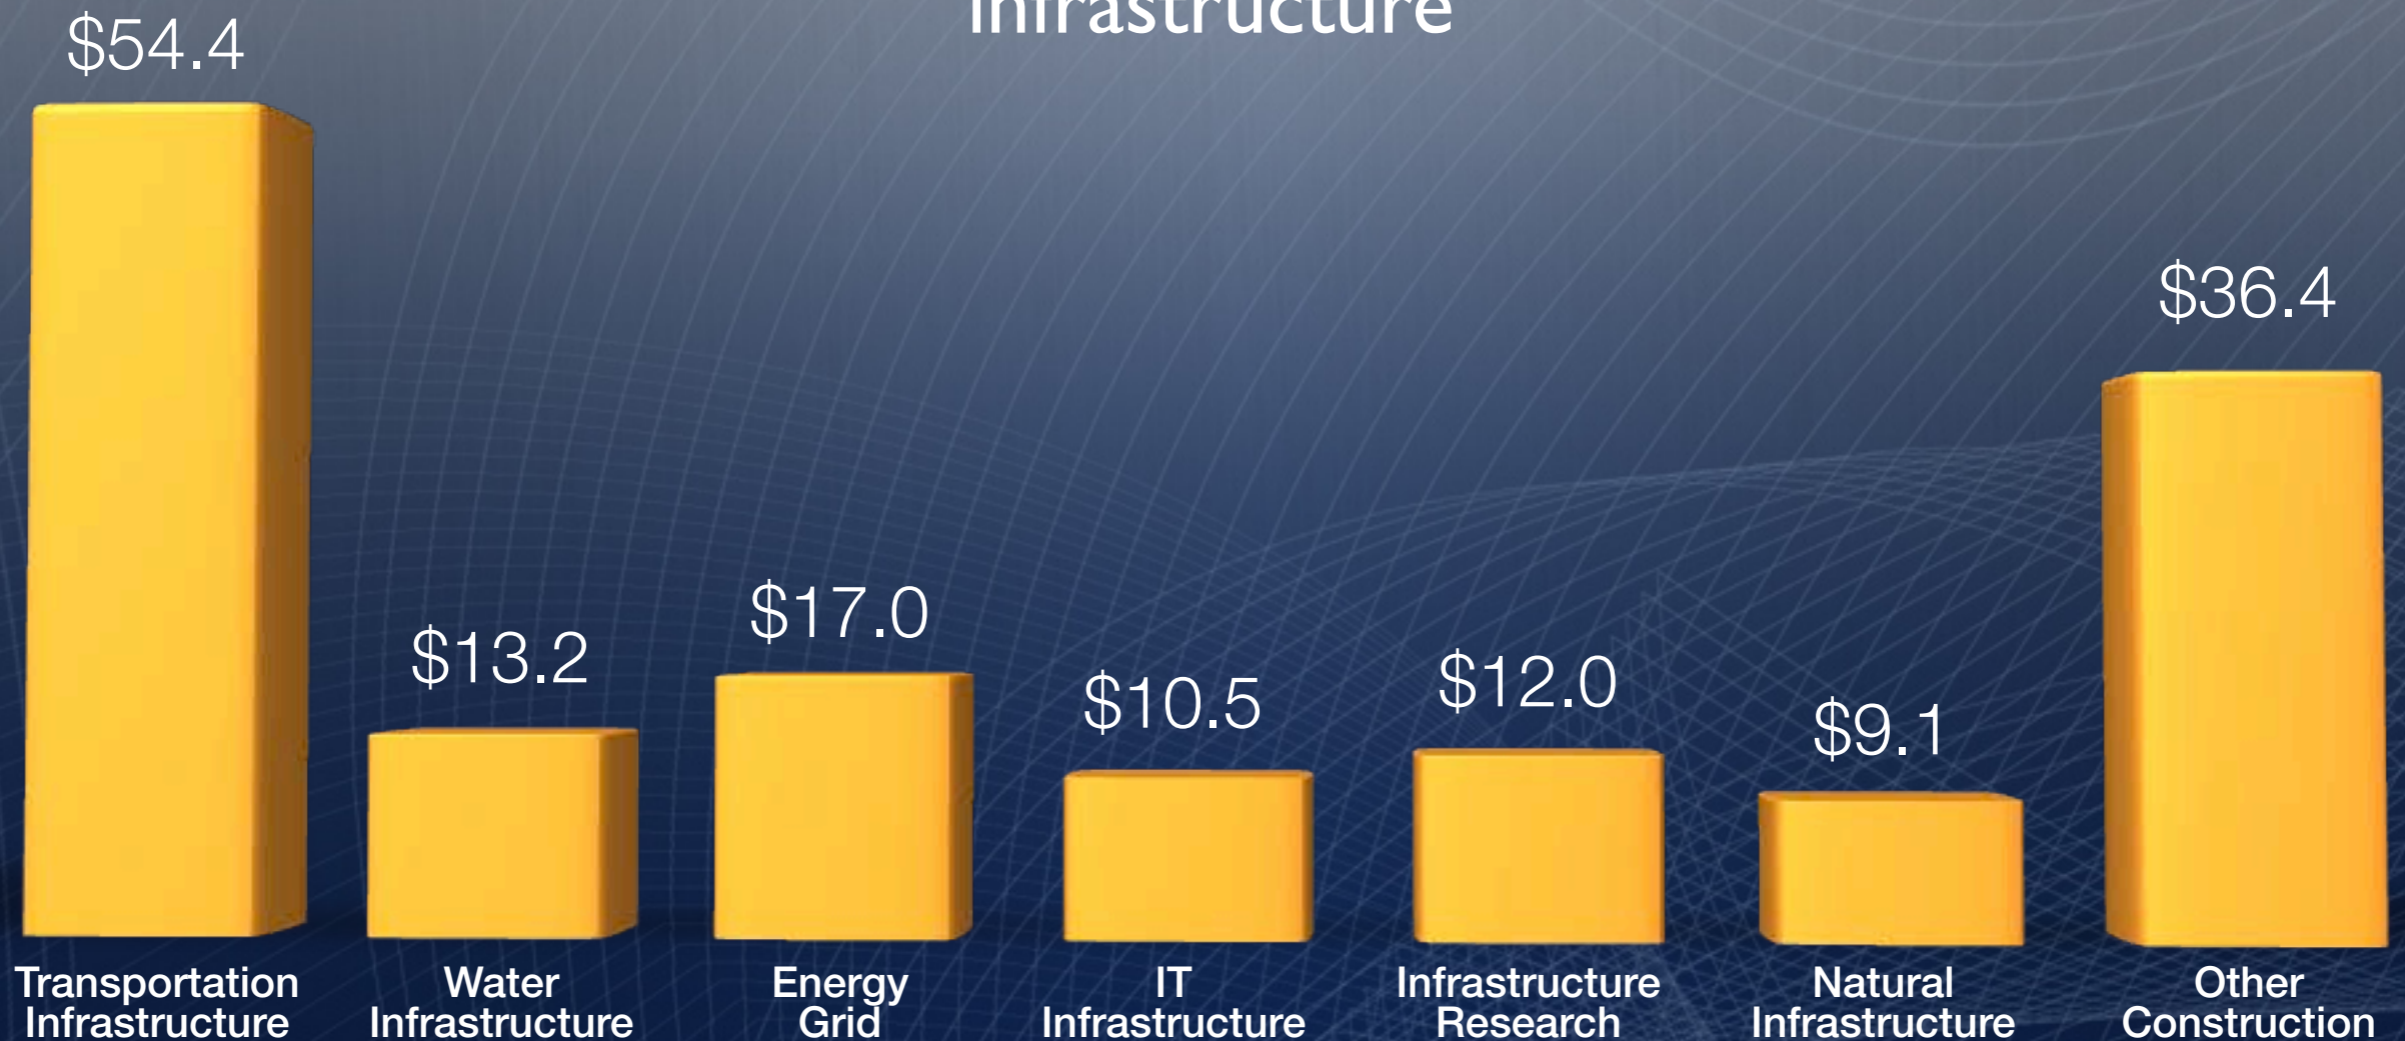 Infrastructure
$54.4
$36.4
$17.0
$13.2
$12.0
$10.5
$9.1
Transportation
Infrastructure
Water
Infrastructure
Energy
Grid
IT
Infrastructure
Infrastructure
Research
Natural
Infrastructure
Other
Construction